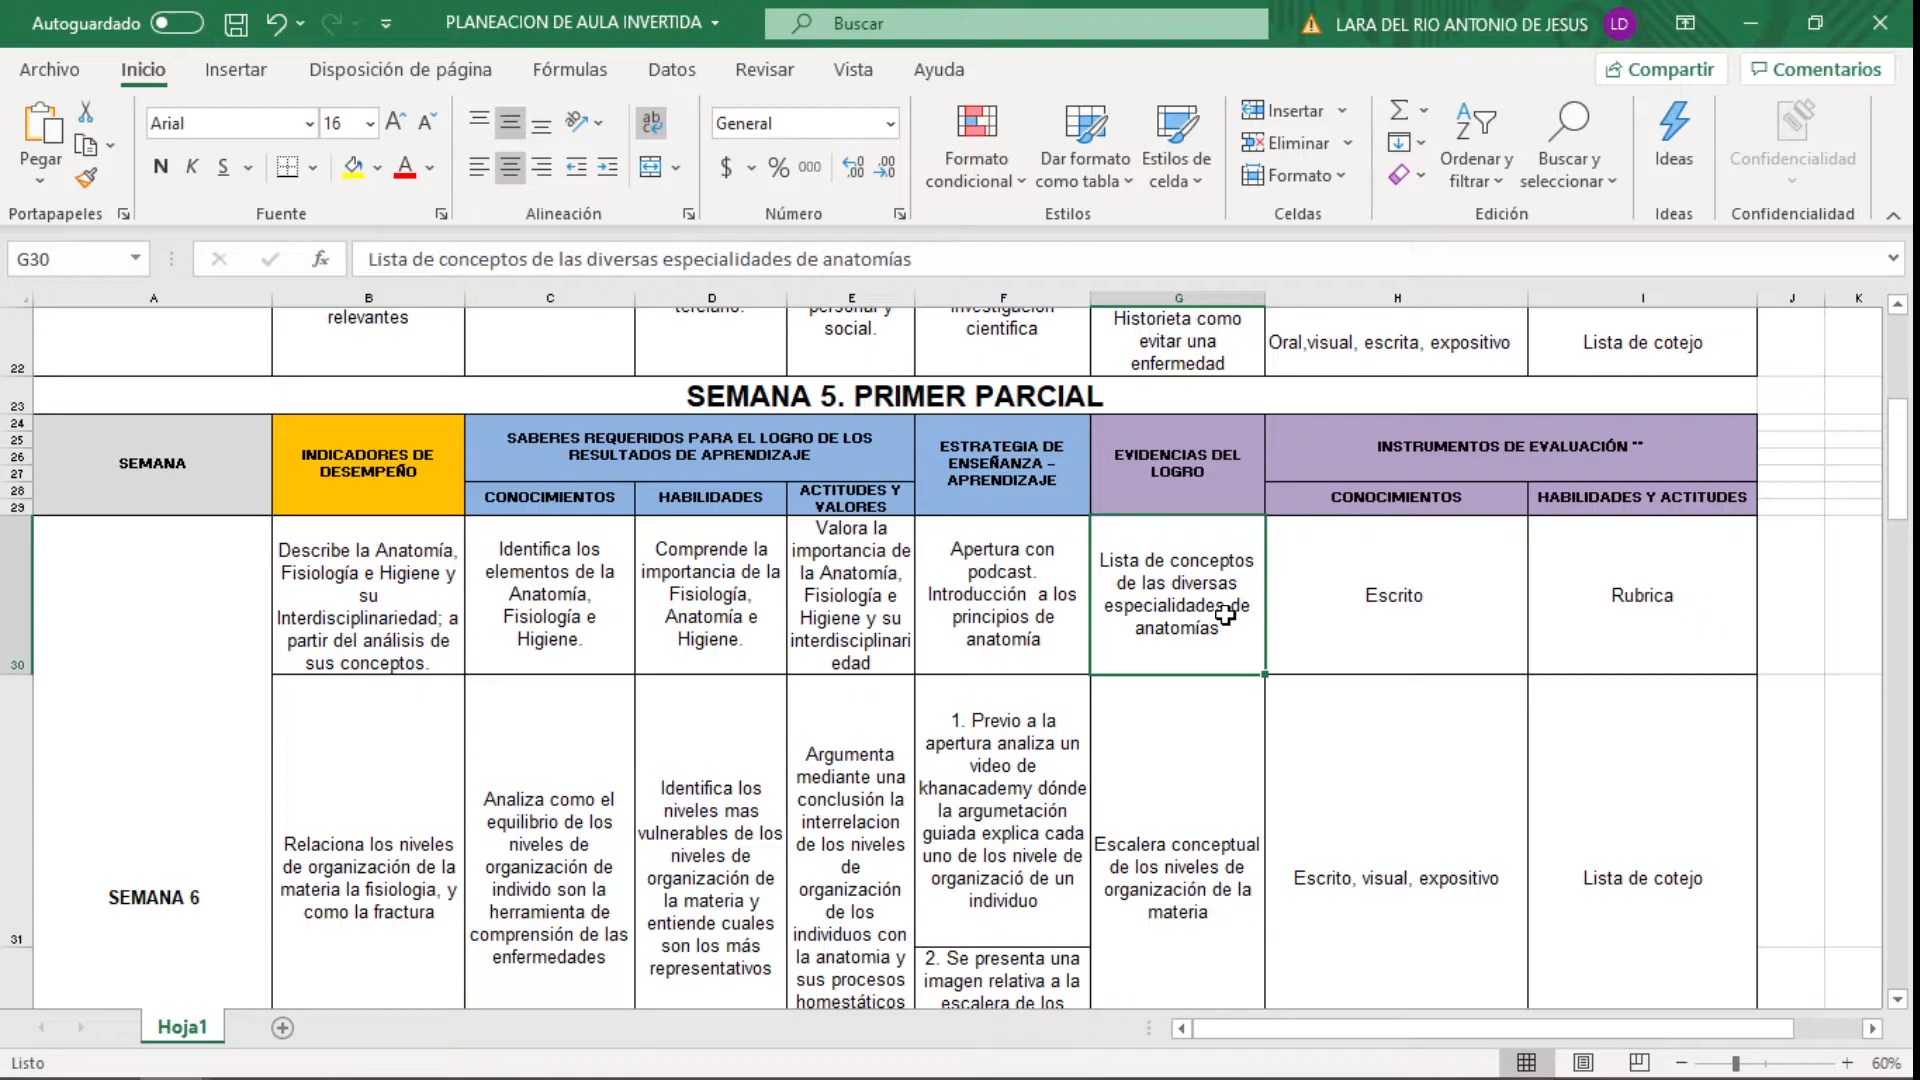 Autoguardado
PLANEACION DE AULA INVERTIDA
Buscar
LARA DEL RIO ANTONIO DE JESUS
LD
Archivo
Inicio
Insertar
Disposición de página
Fórmulas
Datos
Revisar
Vista
Ayuda
Compartir
Comentarios
Pegar
Portapapeles
Arial
16
N K S
Fuente
ab
Alineación
General
$ % 000
Número
Formato
condicional
Dar formato
como tabla
Estilos de
celda
Estilos
Insertar
Eliminar
Formato
Celdas
Ordenar y
filtrar
Buscar y
seleccionar
Edición
Ideas
Ideas
Confidencialidad
Confidencialidad
G30
fx
Lista de conceptos de las diversas especialidades de anatomías
A B C D E F G H I J K
22
relevantes
terciario.
personal y
social.
investigación
cientifica
Historieta como
evitar una
enfermedad
Oral,visual, escrita, expositivo
Lista de cotejo
23
SEMANA 5. PRIMER PARCIAL
24
25
26
27
28
29
SEMANA
INDICADORES DE
DESEMPEÑO
SABERES REQUERIDOS PARA EL LOGRO DE LOS
RESULTADOS DE APRENDIZAJE
CONOCIMIENTOS
HABILIDADES
ACTITUDES Y
VALORES
ESTRATEGIA DE
ENSEÑANZA –
APRENDIZAJE
EVIDENCIAS DEL
LOGRO
INSTRUMENTOS DE EVALUACIÓN **
CONOCIMIENTOS
HABILIDADES Y ACTITUDES
30
Describe la Anatomía,
Fisiología e Higiene y
su
Interdisciplinariedad; a
partir del análisis de
sus conceptos.
Identifica los
elementos de la
Anatomía,
Fisiología e
Higiene.
Comprende la
importancia de la
Fisiología,
Anatomía e
Higiene.
Valora la
importancia de
la Anatomía,
Fisiología e
Higiene y su
interdisciplinari
edad
Apertura con
podcast.
Introducción a los
principios de
anatomía
Lista de conceptos
de las diversas
especialidades de
anatomías
Escrito
Rubrica
31
SEMANA 6
Relaciona los niveles
de organización de la
materia la fisiologia, y
como la fractura
Analiza como el
equilibrio de los
niveles de
organización de
individo son la
herramienta de
comprensión de las
enfermedades
Identifica los
niveles mas
vulnerables de los
niveles de
organización de
la materia y
entiende cuales
son los más
representativos
Argumenta
mediante una
conclusión la
interrelacion
de los niveles
de
organización
de los
individuos con
la anatomia y
sus procesos
homestáticos
1. Previo a la
apertura analiza un
video de
khanacademy dónde
la argumetación
guiada explica cada
uno de los nivele de
organizació de un
individuo
2. Se presenta una
imagen relativa a la
escalera de los
Escalera conceptual
de los niveles de
organización de la
materia
Escrito, visual, expositivo
Lista de cotejo
Hoja1
Listo
60%